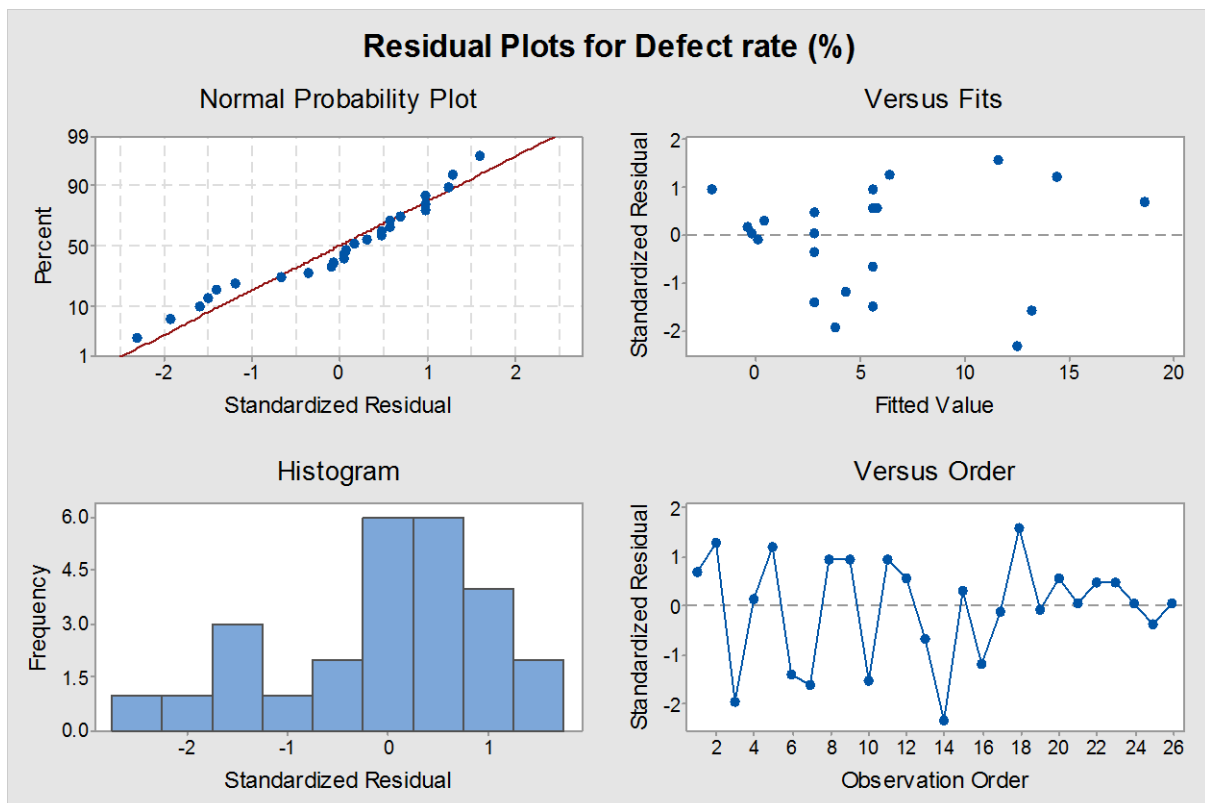 Residual Plots for Defect rate (%)
Normal Probability Plot
99
90
50
10
1
Percent
-2 -1 0 1 2
Standardized Residual
Versus Fits
2
1
0
-1
-2
Standardized Residual
0 5 10 15 20
Fitted Value
Histogram
6.0
4.5
3.0
1.5
0.0
Frequency
-2 -1 0 1
Standardized Residual
Versus Order
2
1
0
-1
-2
Standardized Residual
2 4 6 8 10 12 14 16 18 20 22 24 26
Observation Order